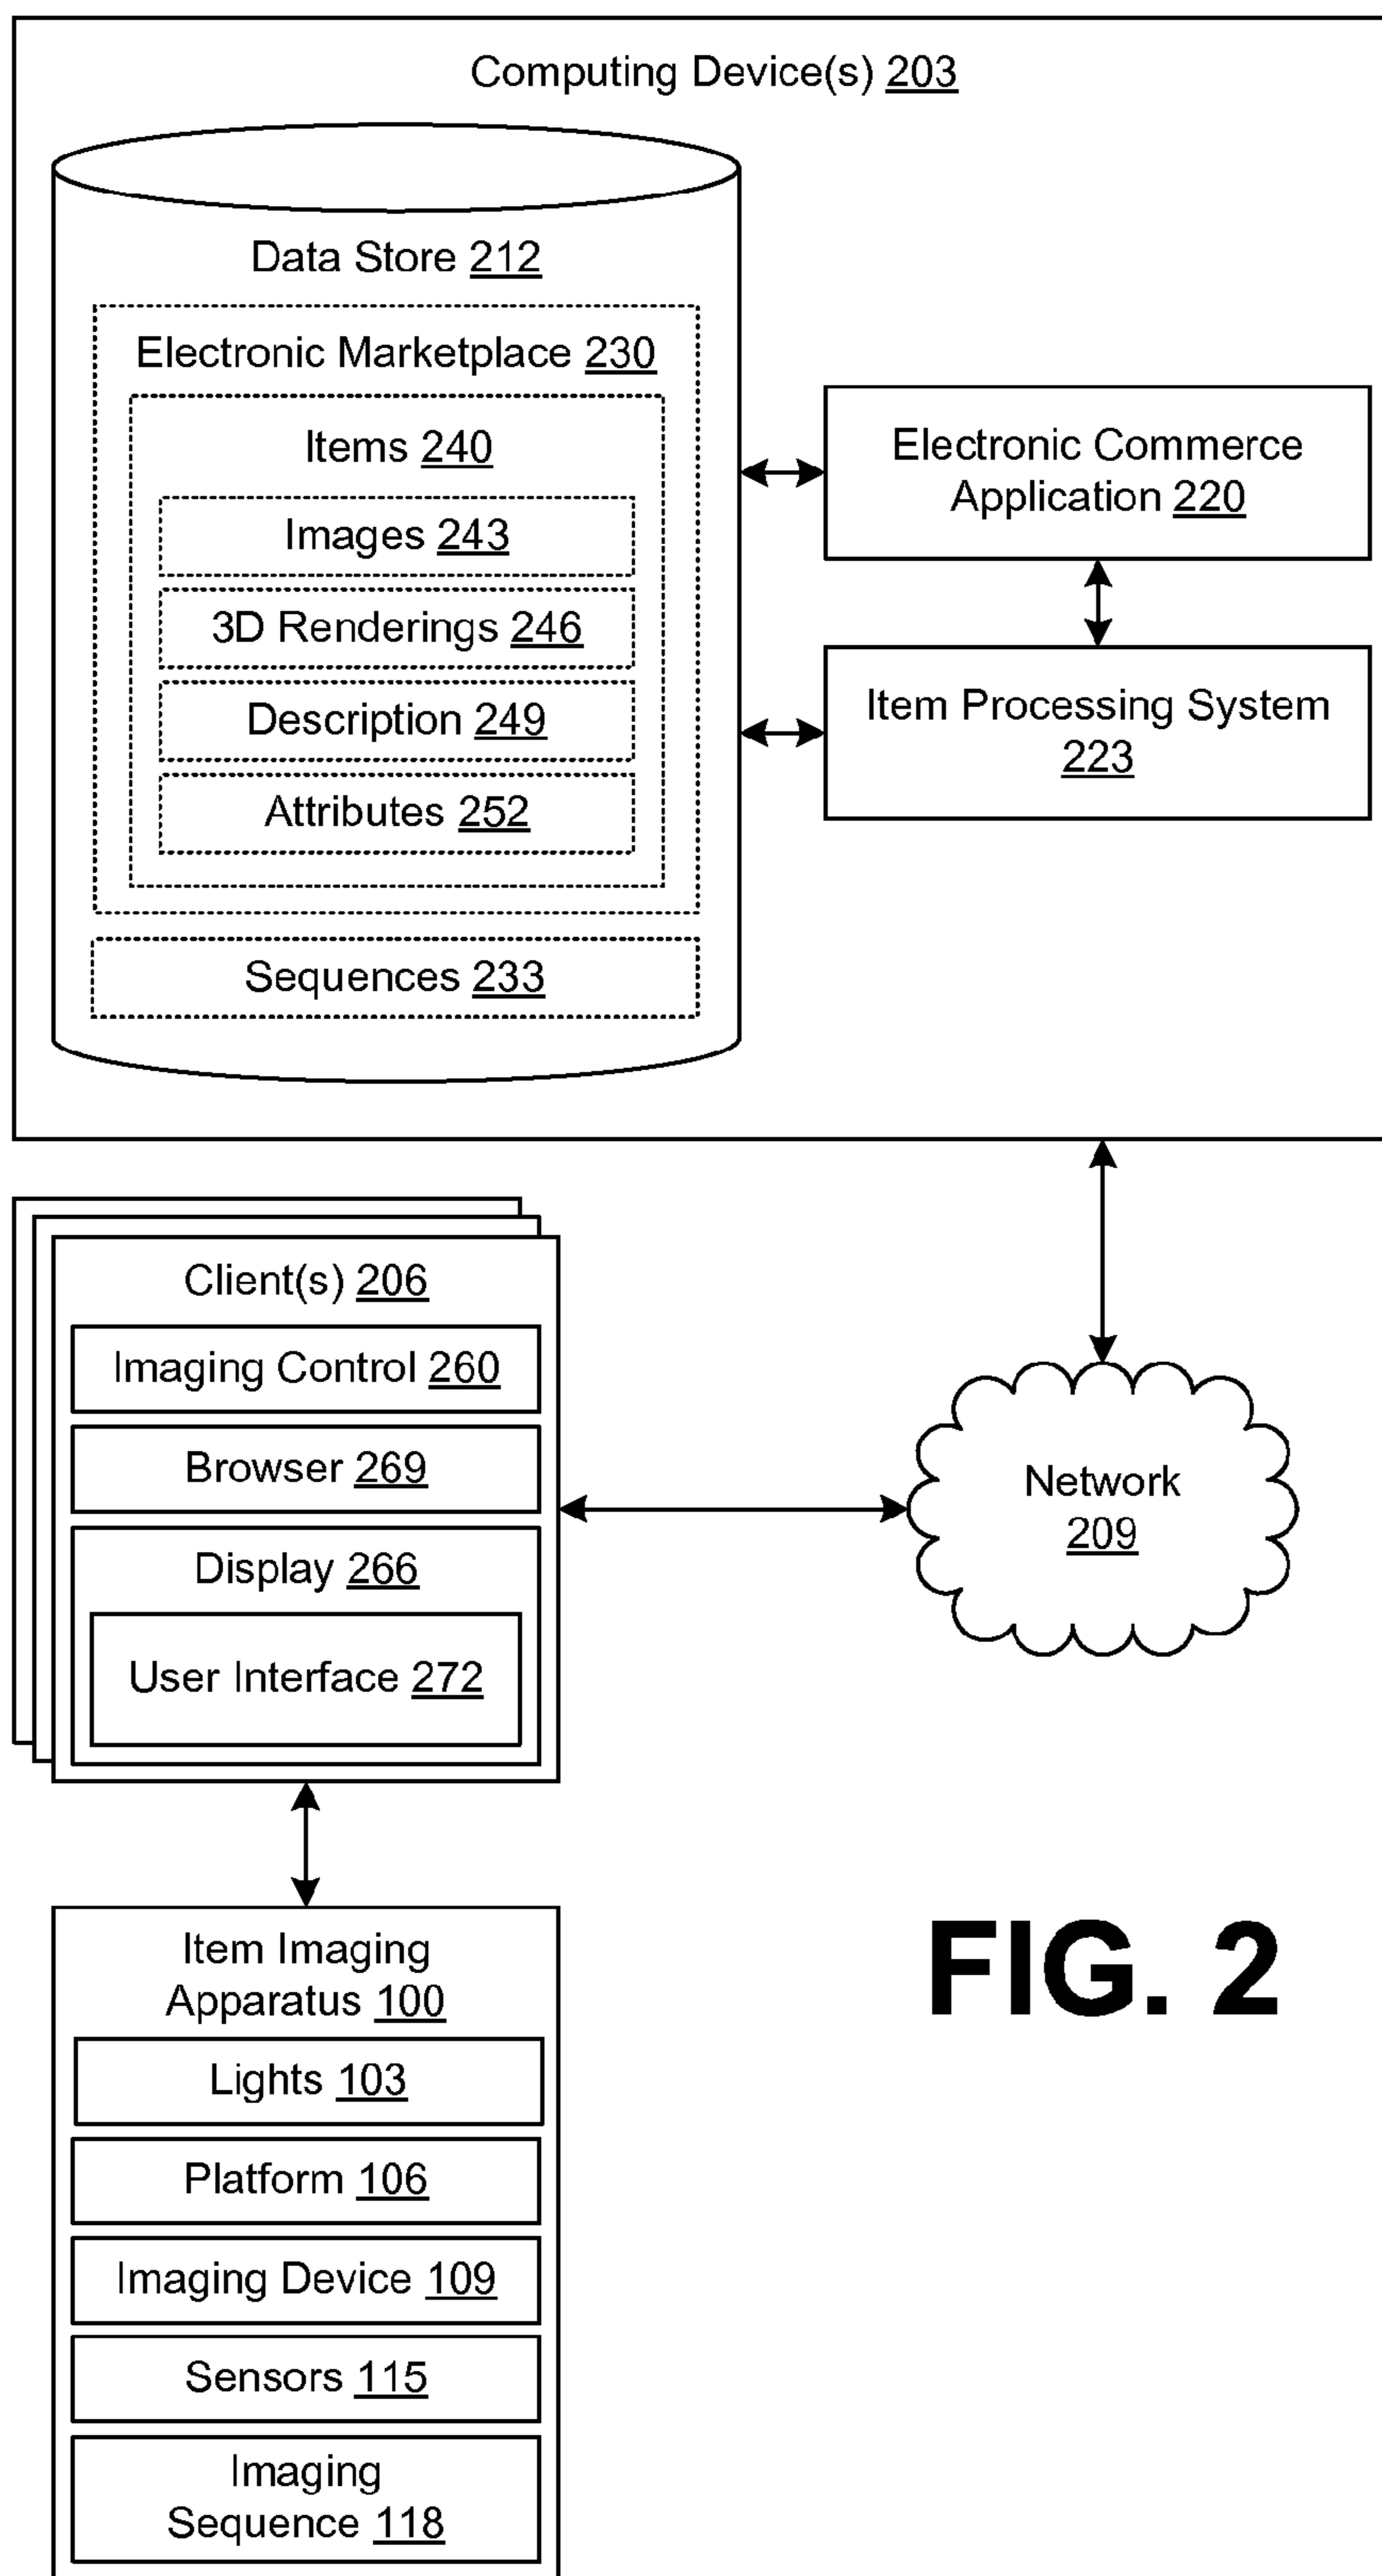 Computing Device(s) 203
Data Store 212
Electronic Marketplace 230
Items 240
Images 243
3D Renderings 246
Description 249
Attributes 252
Sequences 233
Electronic Commerce
Application 220
Item Processing System
223
Client(s) 206
Imaging Control 260
Browser 269
Display 266
User Interface 272
Network
209
Item Imaging
Apparatus 100
Lights 103
Platform 106
Imaging Device 109
Sensors 115
Imaging
Sequence 118
FIG. 2